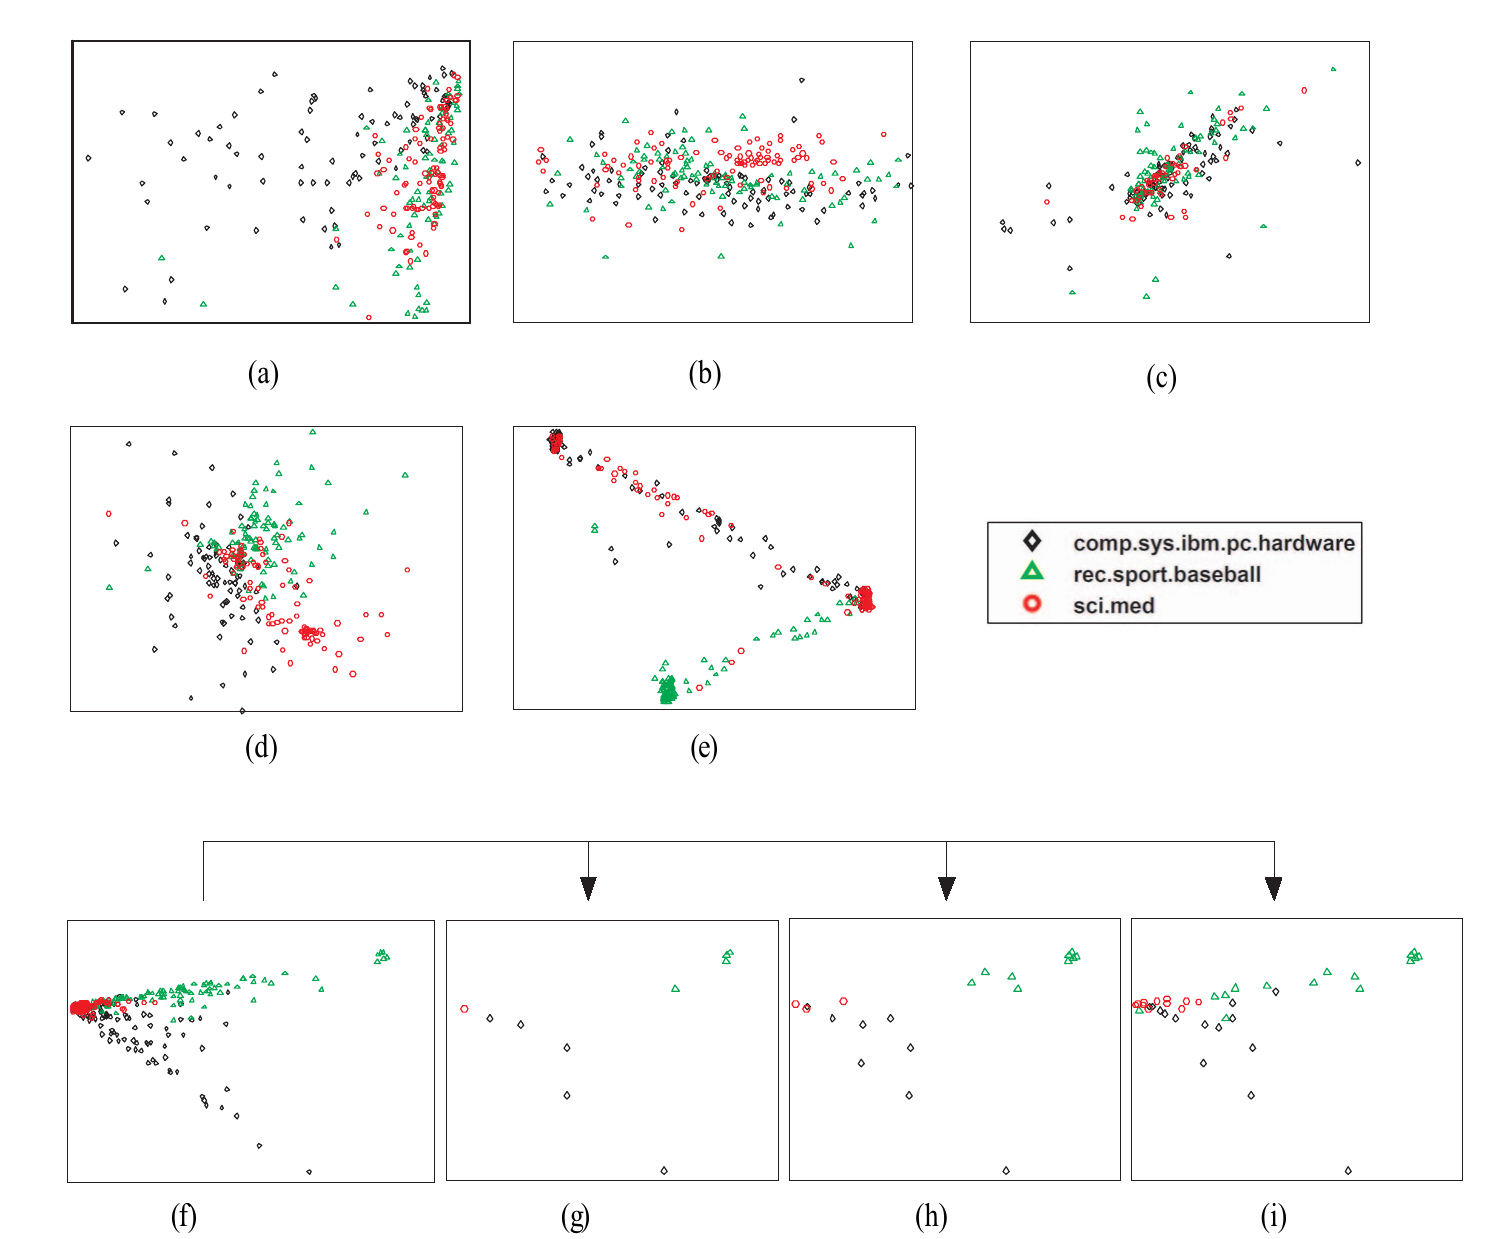 (a)
(b)
(c)
(d)
(e)
comp.sys.ibm.pc.hardware
rec.sport.baseball
sci.med
(f)
(g)
(h)
(i)